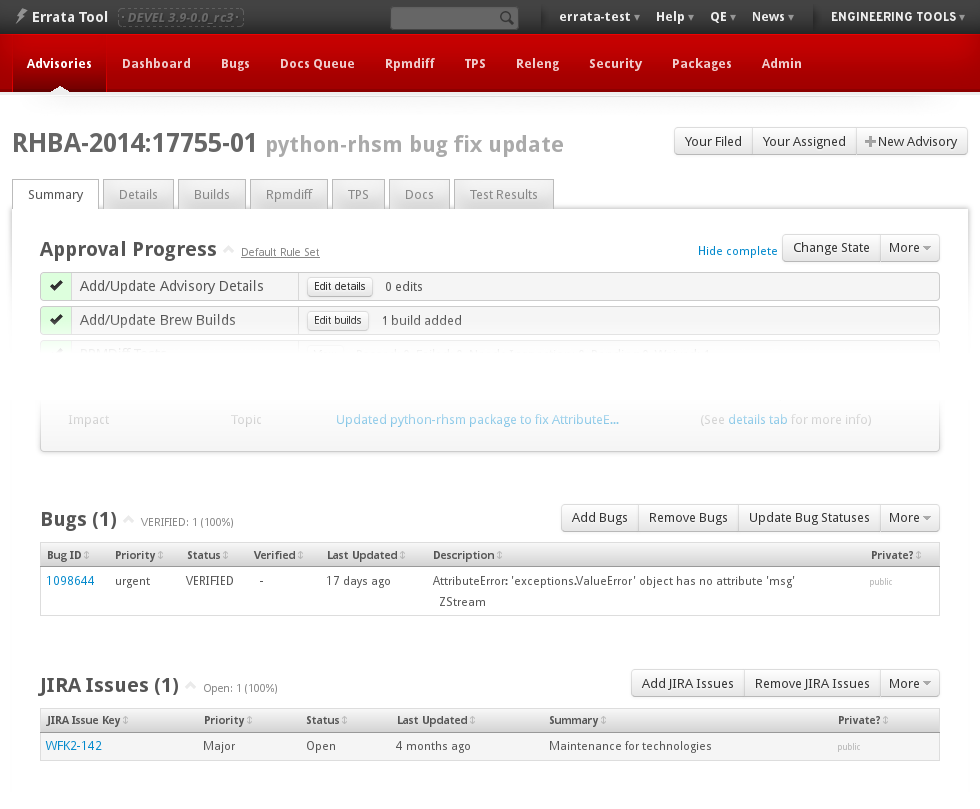 Errata Tool · DEVEL 3.9-0.0_rc3 · errata-test ▾ Help ▾ QE ▾ News ▾ ENGINEERING TOOLS ▾
Advisories Dashboard Bugs Docs Queue Rpmdiff TPS Releng Security Packages Admin
RHBA-2014:17755-01 python-rhsm bug fix update Your Filed Your Assigned New Advisory
Summary Details Builds Rpmdiff TPS Docs Test Results
Approval Progress Default Rule Set Hide complete Change State More
Add/Update Advisory Details Edit details 0 edits
Add/Update Brew Builds Edit builds 1 build added
Impact Topic Updated python-rhsm package to fix AttributeE... (See details tab for more info)
Bugs (1) VERIFIED: 1 (100%) Add Bugs Remove Bugs Update Bug Statuses More
Bug ID Priority Status Verified Last Updated Description Private?
1098644 urgent VERIFIED - 17 days ago AttributeError: 'exceptions.ValueError' object has no attribute 'msg' public
ZStream
JIRA Issues (1) Open: 1 (100%) Add JIRA Issues Remove JIRA Issues More
JIRA Issue Key Priority Status Last Updated Summary Private?
WFK2-142 Major Open 4 months ago Maintenance for technologies public